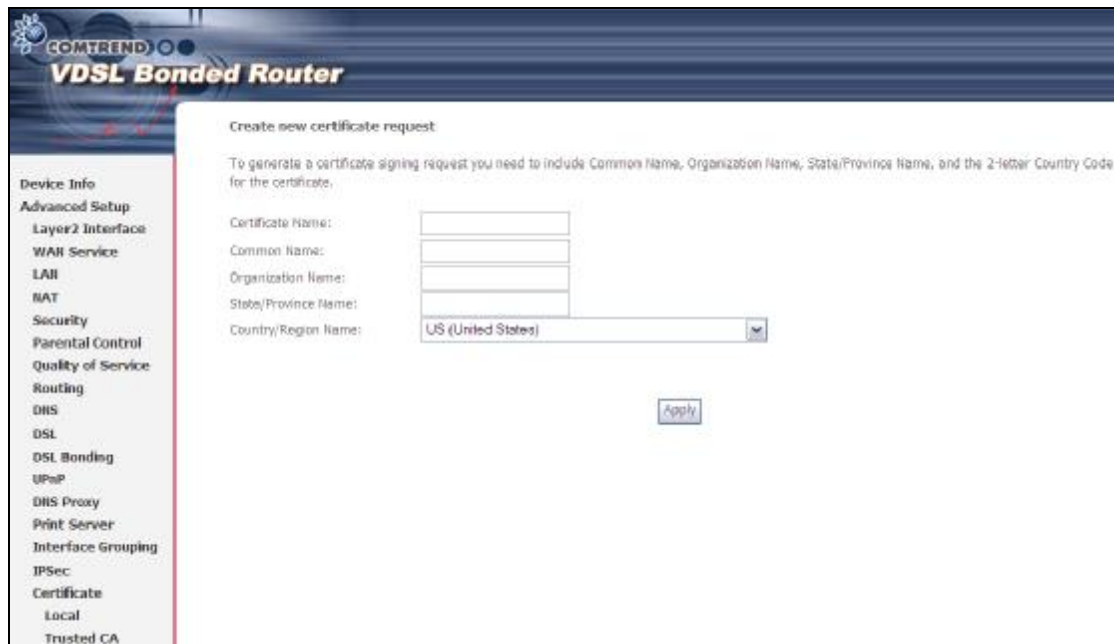 COMTREND
VDSL Bonded Router
Device Info
Advanced Setup
Layer2 Interface
WAN Service
LAN
NAT
Security
Parental Control
Quality of Service
Routing
DNS
DSL
DSL Bonding
UPnP
DNS Proxy
Print Server
Interface Grouping
IPSec
Certificate
Local
Trusted CA
Create new certificate request
To generate a certificate signing request you need to include Common Name, Organization Name, State/Province Name, and the 2-letter Country Code
for the certificate.
Certificate Name:
Common Name:
Organization Name:
State/Province Name:
Country/Region Name: US (United States)
Apply